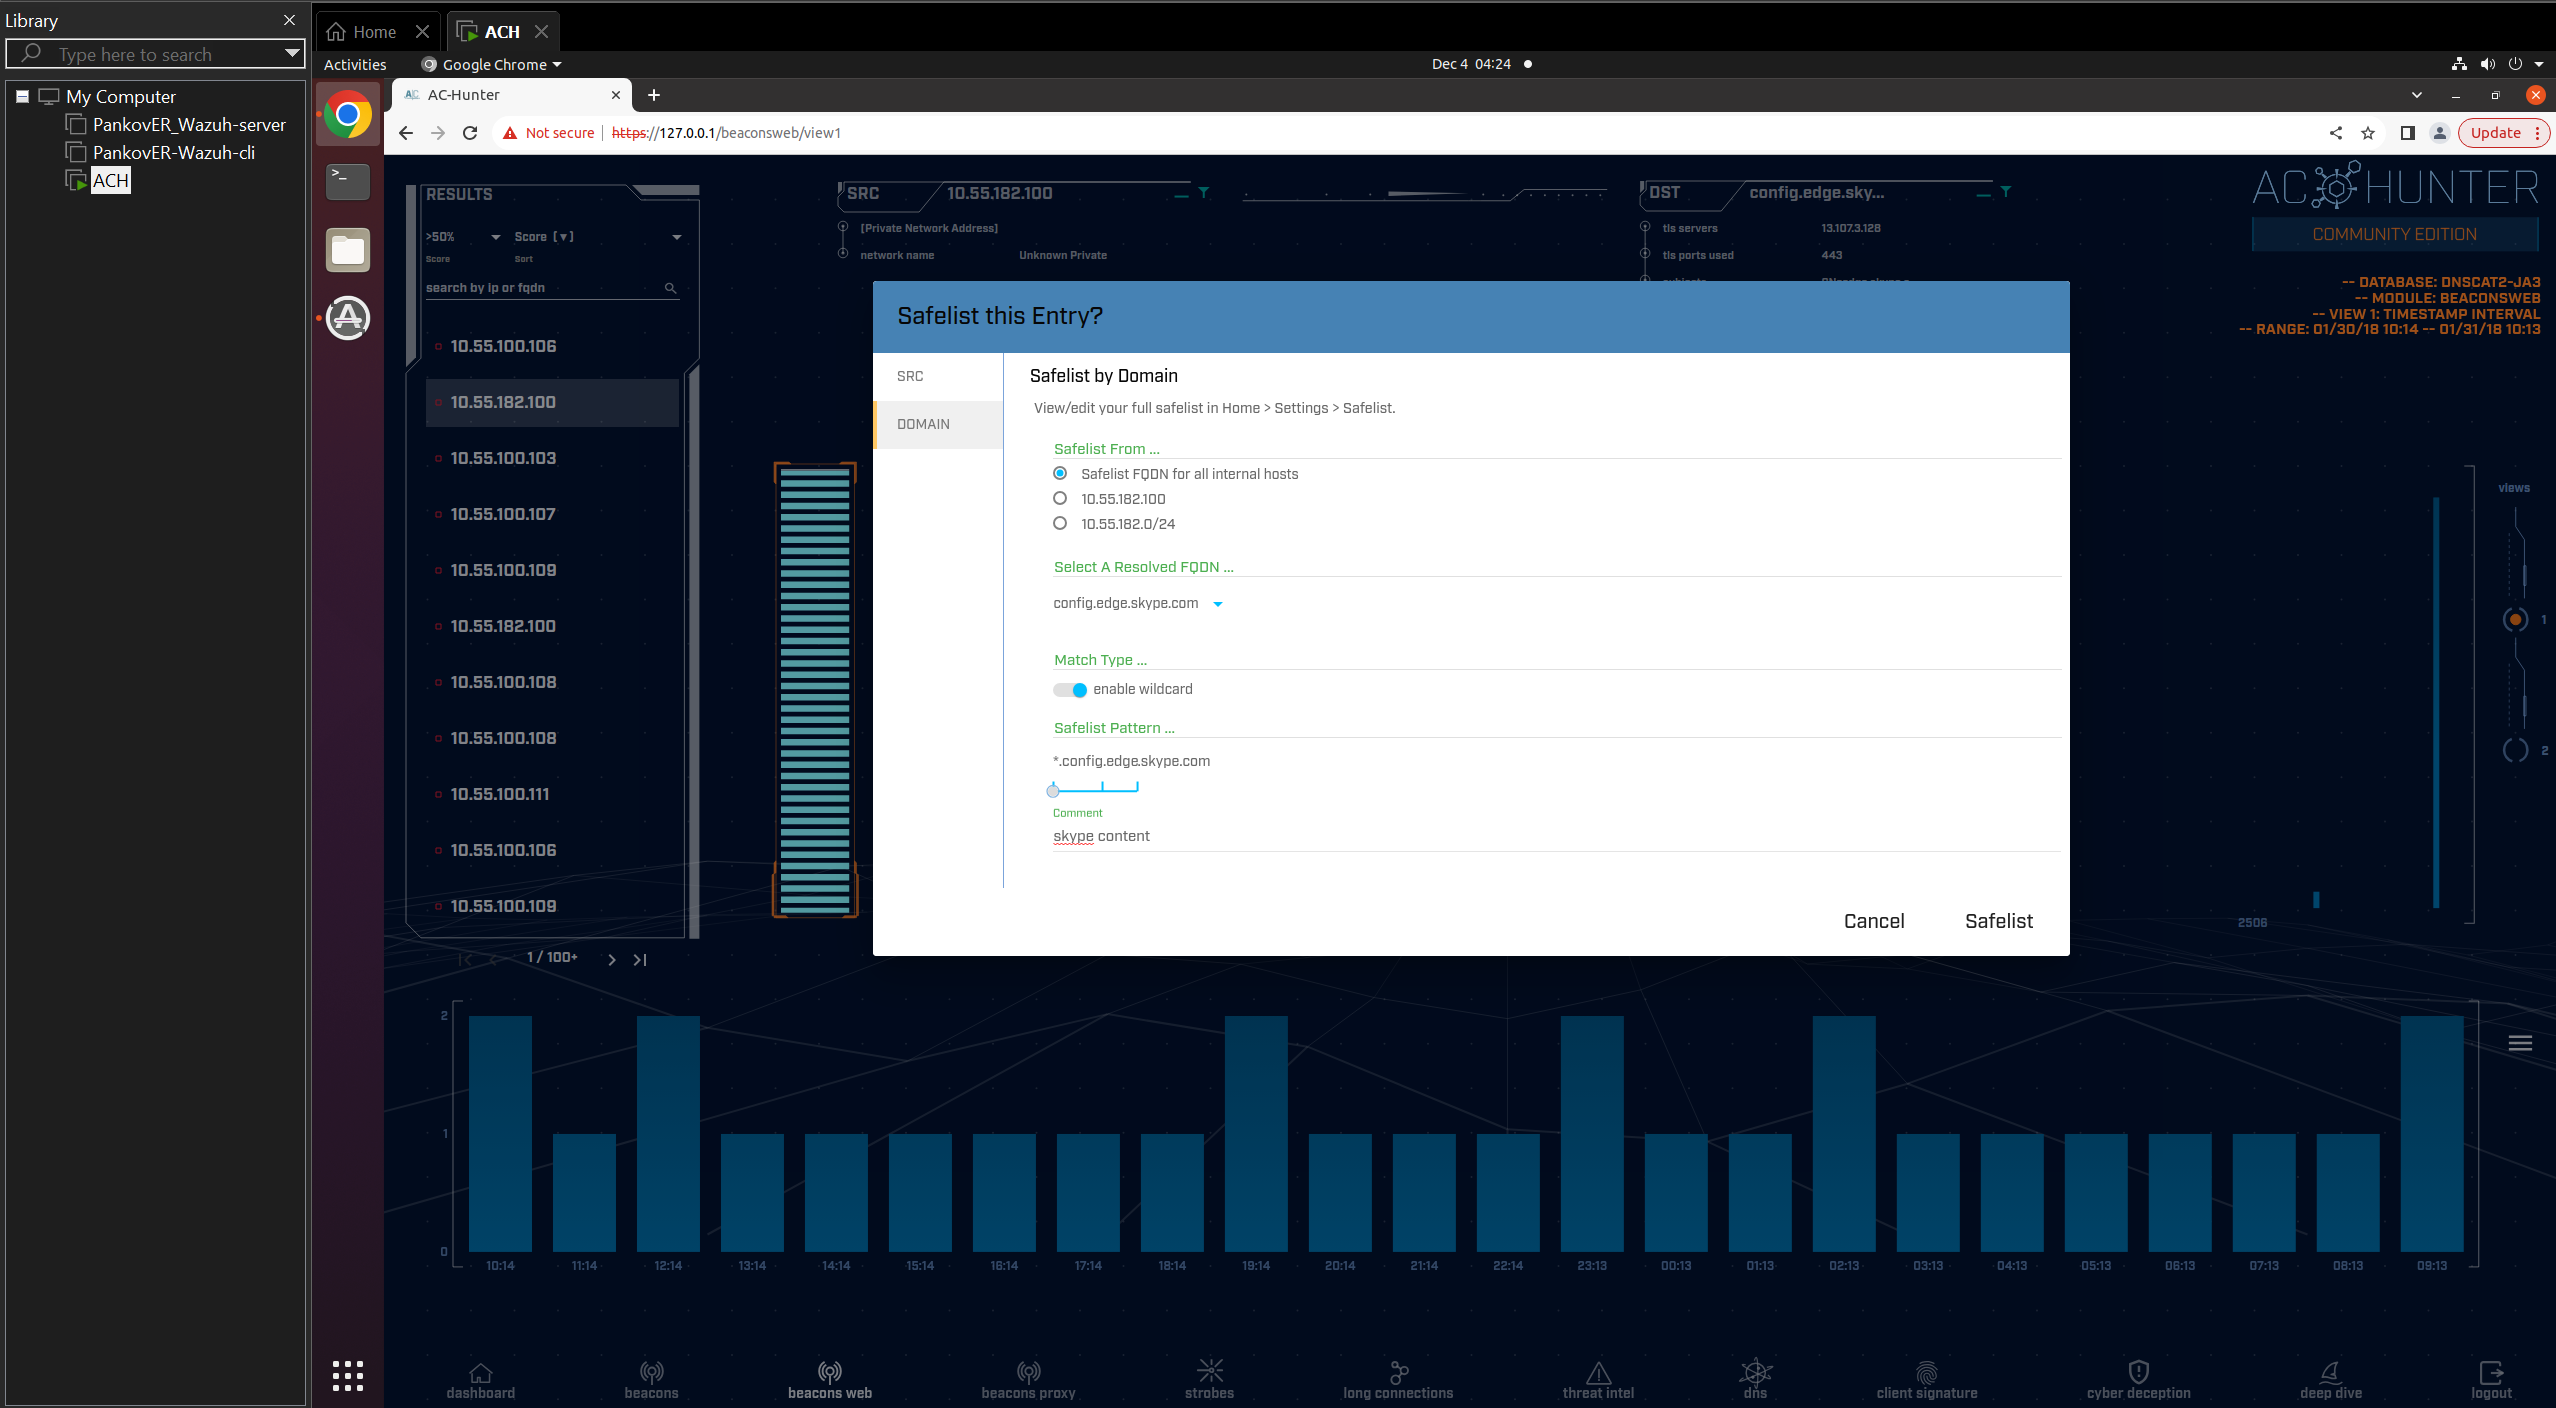 Library
Type here to search
My Computer
PankovER_Wazuh-server
PankovER-Wazuh-cli
ACH
Home
ACH
Activities
Google Chrome
Dec 4 04:24
AC-Hunter
Not secure
https://127.0.0.1/beaconsweb/view1
Update
RESULTS
>50%
Score [▼]
Score
Sort
search by ip or fqdn
10.55.100.106
10.55.182.100
10.55.100.103
10.55.100.107
10.55.100.109
10.55.182.100
10.55.100.108
10.55.100.108
10.55.100.111
10.55.100.106
10.55.100.109
1 / 100+
SRC
10.55.182.100
[Private Network Address]
network name
Unknown Private
DST
config.edge.sky...
tls servers
13.107.3.128
tls ports used
443
AC HUNTER
COMMUNITY EDITION
-- DATABASE: DNSCAT2-JA3
-- MODULE: BEACONSWEB
-- VIEW 1: TIMESTAMP INTERVAL
-- RANGE: 01/30/18 10:14 -- 01/31/18 10:13
Safelist this Entry?
SRC
DOMAIN
Safelist by Domain
View/edit your full safelist in Home > Settings > Safelist.
Safelist From ...
Safelist FQDN for all internal hosts
10.55.182.100
10.55.182.0/24
Select A Resolved FQDN ...
config.edge.skype.com
Match Type ...
enable wildcard
Safelist Pattern ...
*.config.edge.skype.com
Comment
skype content
Cancel
Safelist
views
1
2
2506
2
1
0
10:14
11:14
12:14
13:14
14:14
15:14
16:14
17:14
18:14
19:14
20:14
21:14
22:14
23:13
00:13
01:13
02:13
03:13
04:13
05:13
06:13
07:13
08:13
09:13
dashboard
beacons
beacons web
beacons proxy
strobes
long connections
threat intel
dns
client signature
cyber deception
deep dive
logout